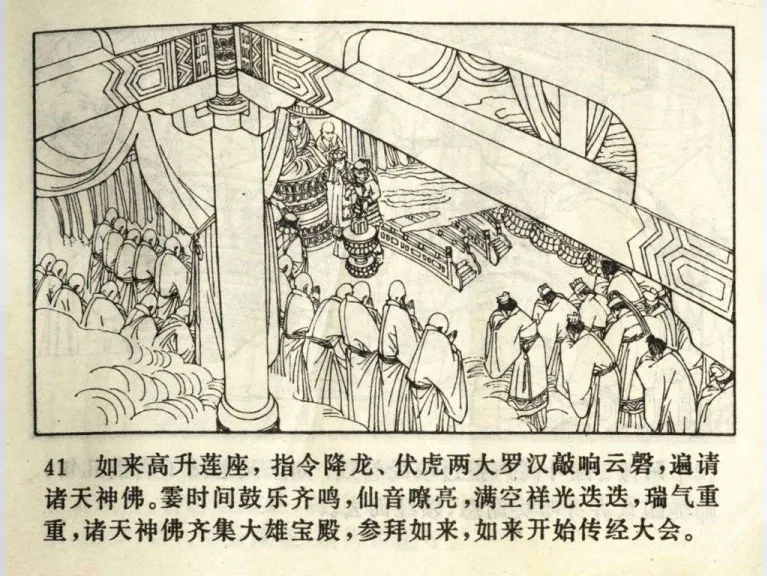 41 如来高升莲座，指令降龙、伏虎两大罗汉敲响云磬，遍请
诸天神佛。霎时间鼓乐齐鸣，仙音嘹亮，满空祥光迭迭，瑞气重
重，诸天神佛齐集大雄宝殿，参拜如来，如来开始传经大会。